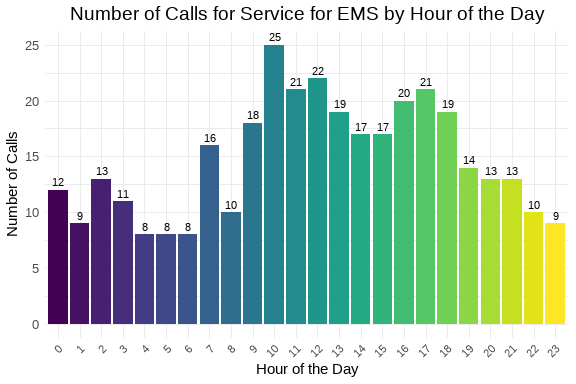 Number of Calls for Service for EMS by Hour of the Day
Number of Calls
25
20
15
10
5
0
12 9 13 11 8 8 8 16 10 18 25 21 22 19 17 17 20 21 19 14 13 13 10 9
0 1 2 3 4 5 6 7 8 9 10 11 12 13 14 15 16 17 18 19 20 21 22 23
Hour of the Day